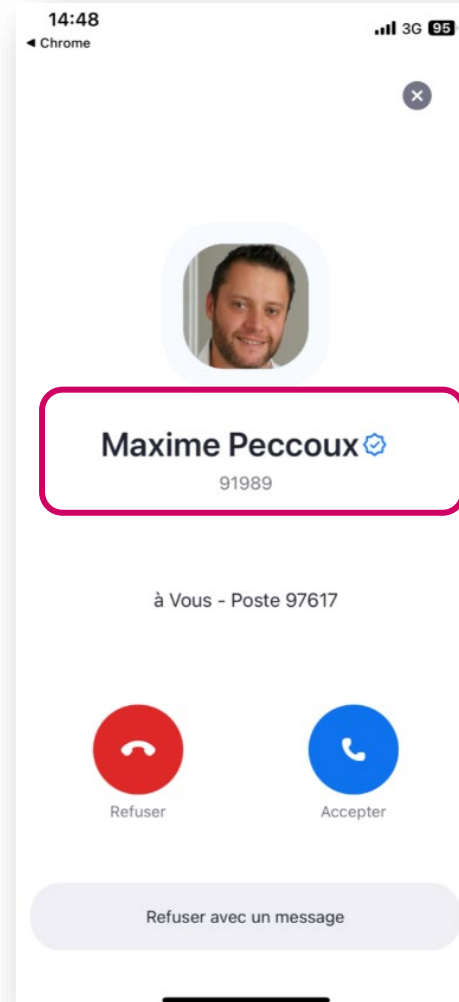 14:48
3G 95
◄ Chrome
Maxime Peccoux
91989
à Vous - Poste 97617
Refuser
Accepter
Refuser avec un message